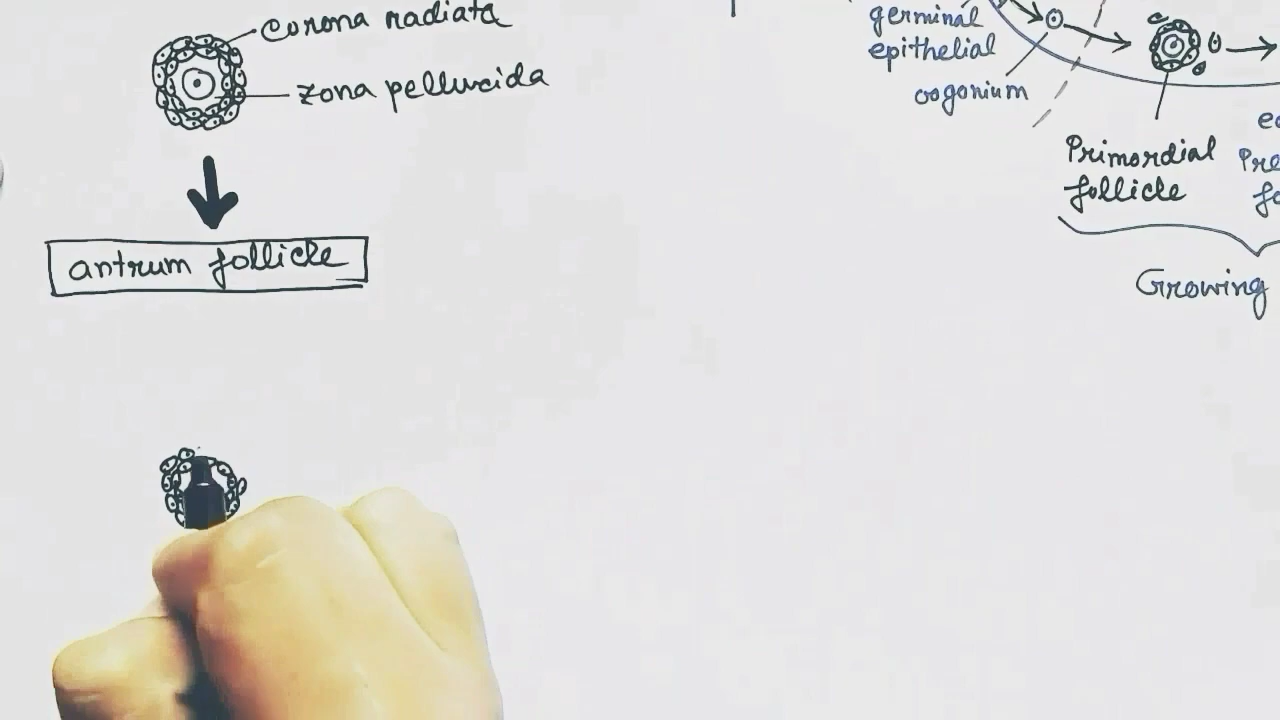 corona radiata
zona pellucida
antrum follicle
germinal
epithelial
oogonium
Primordial
follicle
Growing